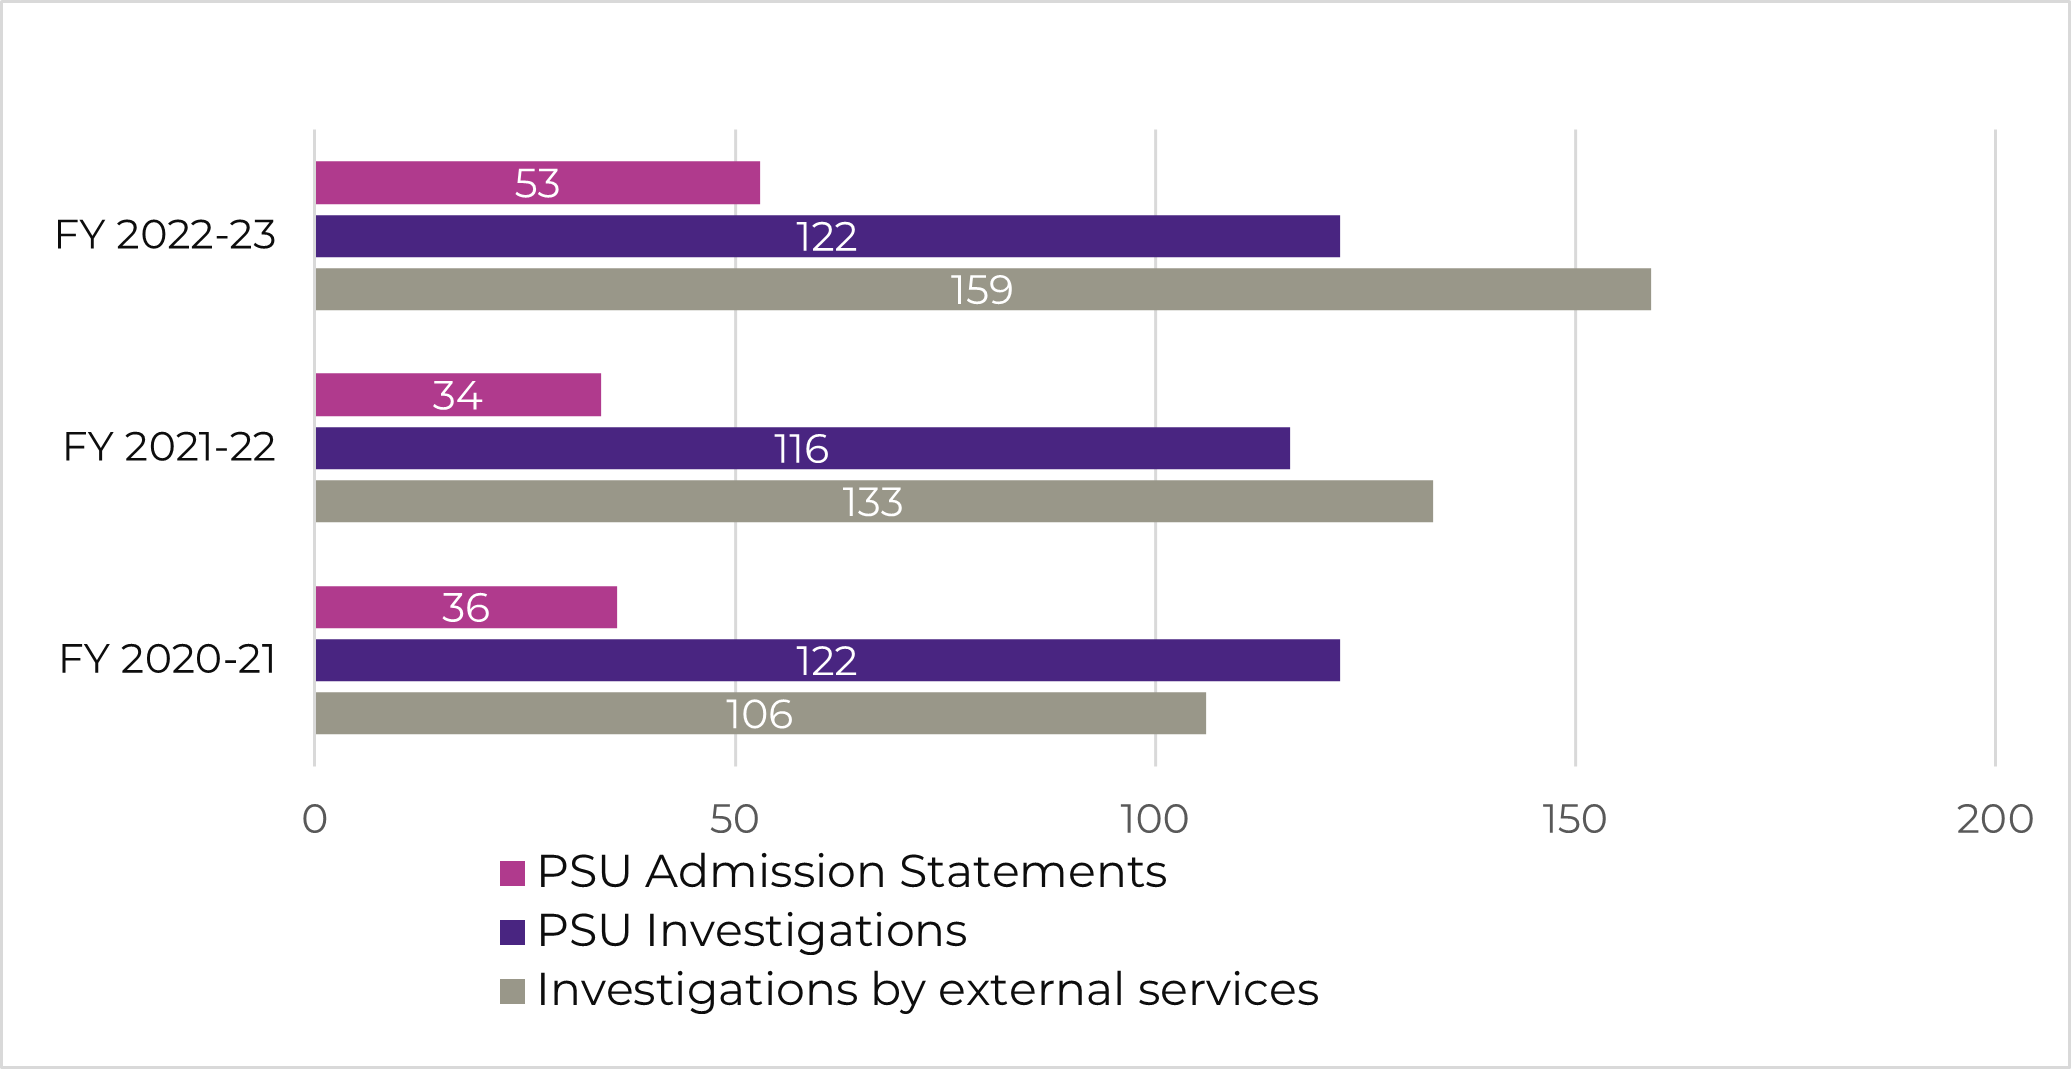 53
FY 2022-23
122
159
34
FY 2021-22
116
133
36
FY 2020-21
122
106
0 50 100 150 200
PSU Admission Statements
PSU Investigations
Investigations by external services